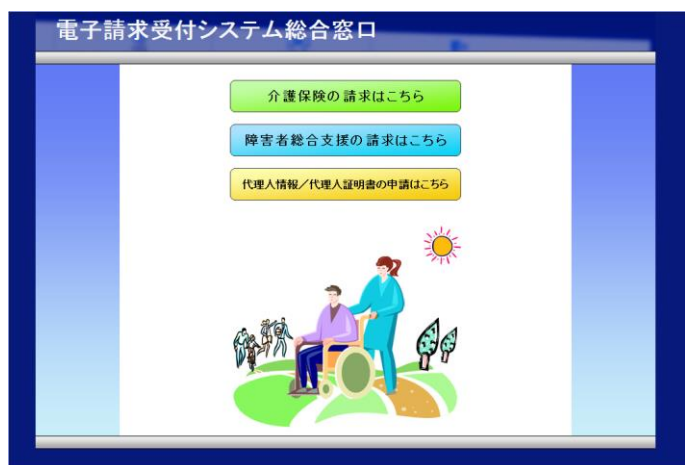 電子請求受付システム総合窓口
介護保険の請求はこちら
障害者総合支援の請求はこちら
代理人情報／代理人証明書の申請はこちら